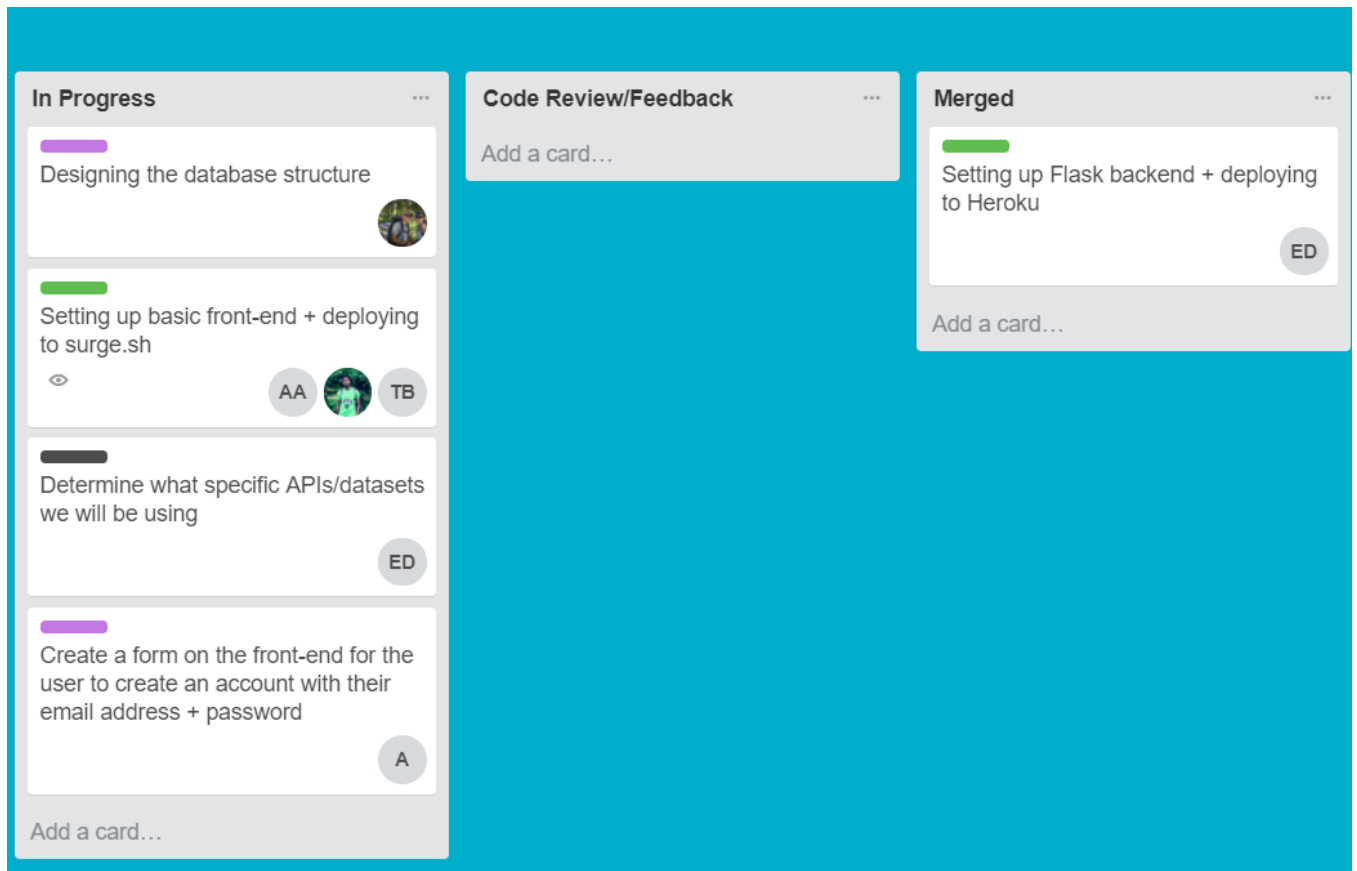 In Progress
Designing the database structure
Setting up basic front-end + deploying
to surge.sh
AA
TB
Determine what specific APIs/datasets
we will be using
ED
Create a form on the front-end for the
user to create an account with their
email address + password
A
Add a card…
Code Review/Feedback
Add a card…
Merged
Setting up Flask backend + deploying
to Heroku
ED
Add a card…